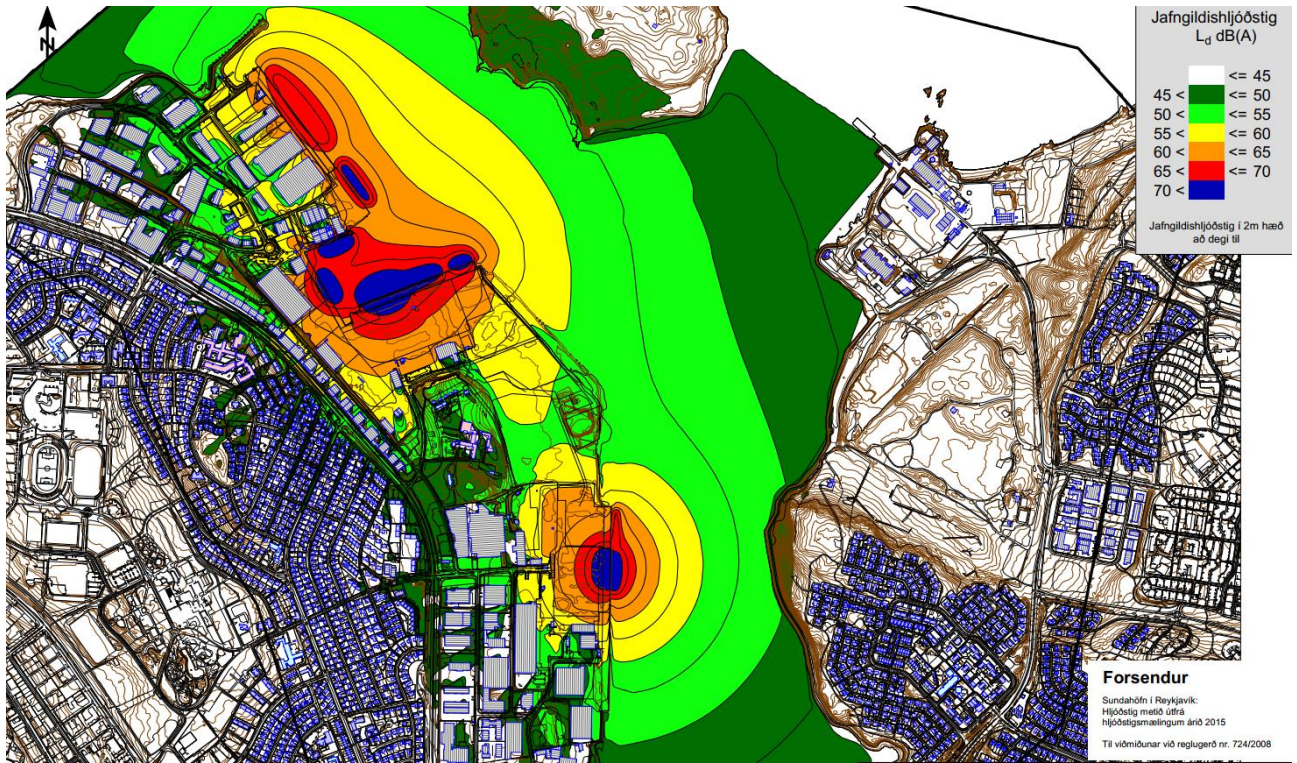 N
Jafngildishljóðstig
L_d dB(A)
<= 45
45 < <= 50
50 < <= 55
55 < <= 60
60 < <= 65
65 < <= 70
70 <
Jafngildishljóðstig í 2m hæð
að degi til
Forsendur
Sundahöfn í Reykjavík:
Hljóðstig metið útfrá
hljóðstigsmælingum árið 2015
Til viðmiðunar við reglugerð nr. 724/2008